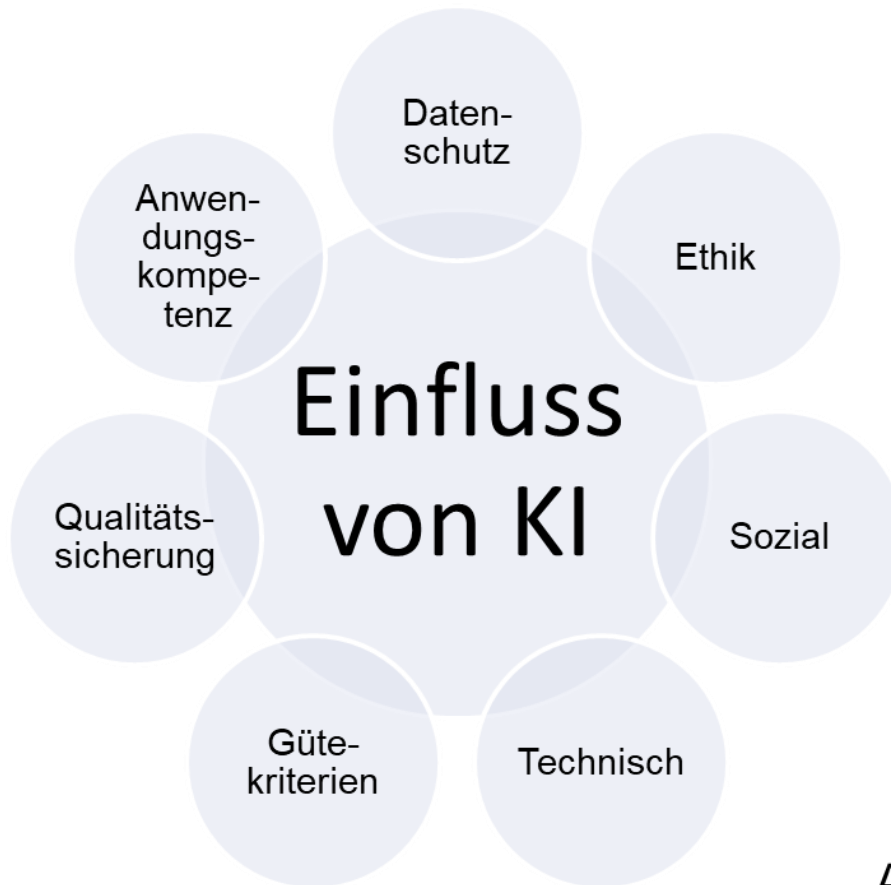 Daten-
schutz
Anwen-
dungs-
kompe-
tenz
Ethik
Einfluss
von KI
Qualitäts-
sicherung
Sozial
Güte-
kriterien
Technisch